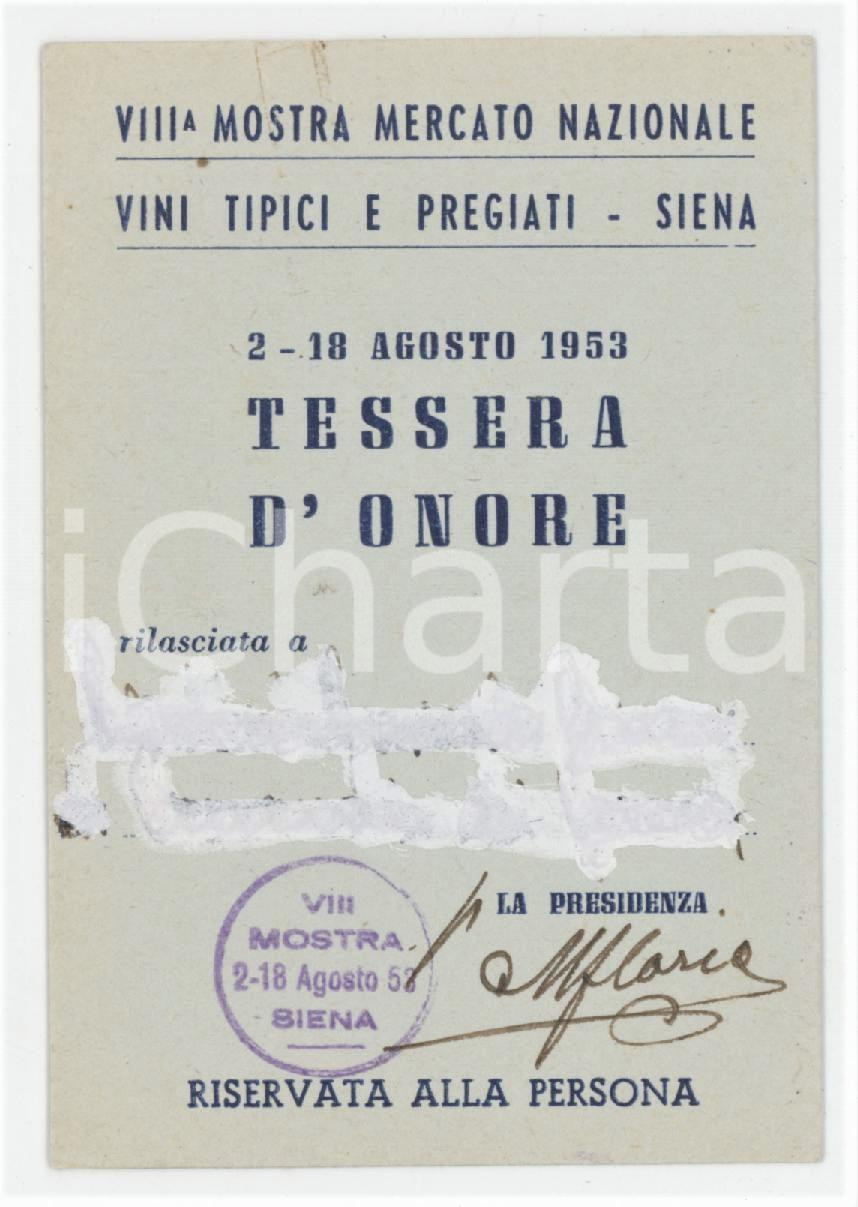 VIIIA MOSTRA MERCATO NAZIONALE
VINI TIPICI E PREGIATI - SIENA
2 - 18 AGOSTO 1953
TESSERA
D' ONORE
iCharta
rilasciata a
LA PRESIDENZA
VIII
MOSTRA
2-18 Agosto 53
SIENA
RISERVATA ALLA PERSONA